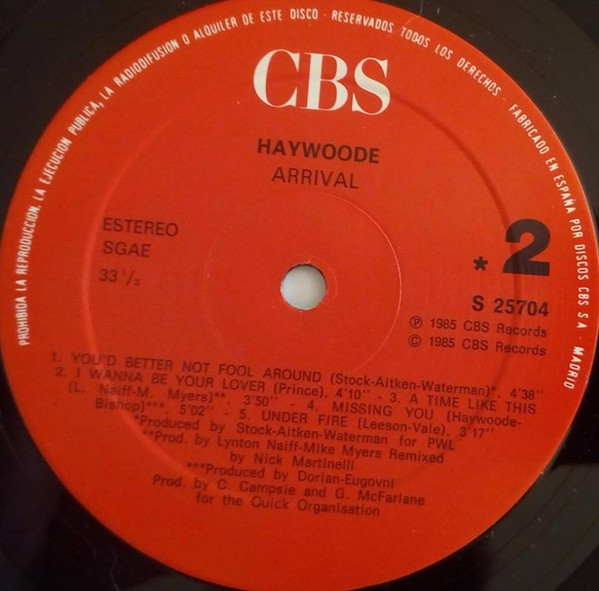 PROHIBIDA LA REPRODUCCION, LA EJECUCION PUBLICA, LA RADIODIFUSION O ALQUILER DE ESTE DISCO · RESERVADOS TODOS LOS DERECHOS · FABRICADO EN ESPAÑA POR DISCOS CBS S.A. · MADRID
CBS
HAYWOODE
ARRIVAL
ESTEREO
SGAE
33 1/3
* 2
S 25704
Ⓟ 1985 CBS Records
© 1985 CBS Records
1. YOU'D BETTER NOT FOOL AROUND (Stock-Aitken-Waterman)*. 4'38"
2. I WANNA BE YOUR LOVER (Prince), 4'10" - 3. A TIME LIKE THIS
(L. Naiff-M. Myers)** 3'50" - 4. MISSING YOU (Haywoode-
Bishop)***. 5'02" - 5. UNDER FIRE (Leeson-Vale), 3'17"
*Produced by Stock-Aitken-Waterman for PWL
**Prod. by Lynton Naiff-Mike Myers Remixed
by Nick Martinelli
***Produced by Dorian-Eugovni
Prod. by C. Campsie and G. McFarlane
for the Quick Organisation